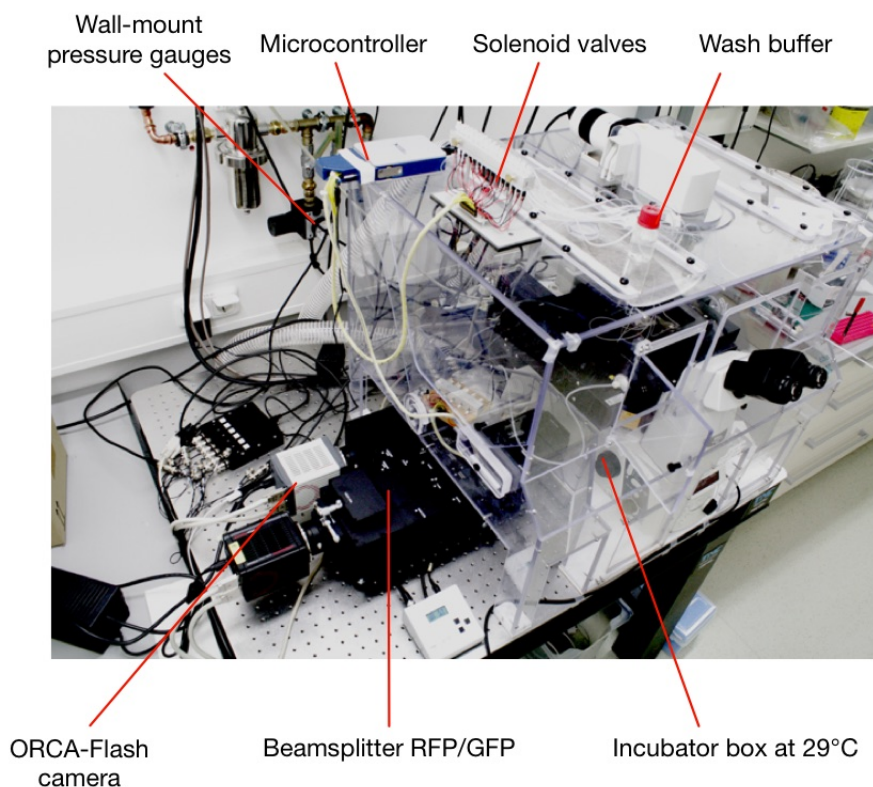 Wall-mount
pressure gauges
Microcontroller
Solenoid valves
Wash buffer
ORCA-Flash
camera
Beamsplitter RFP/GFP
Incubator box at 29°C